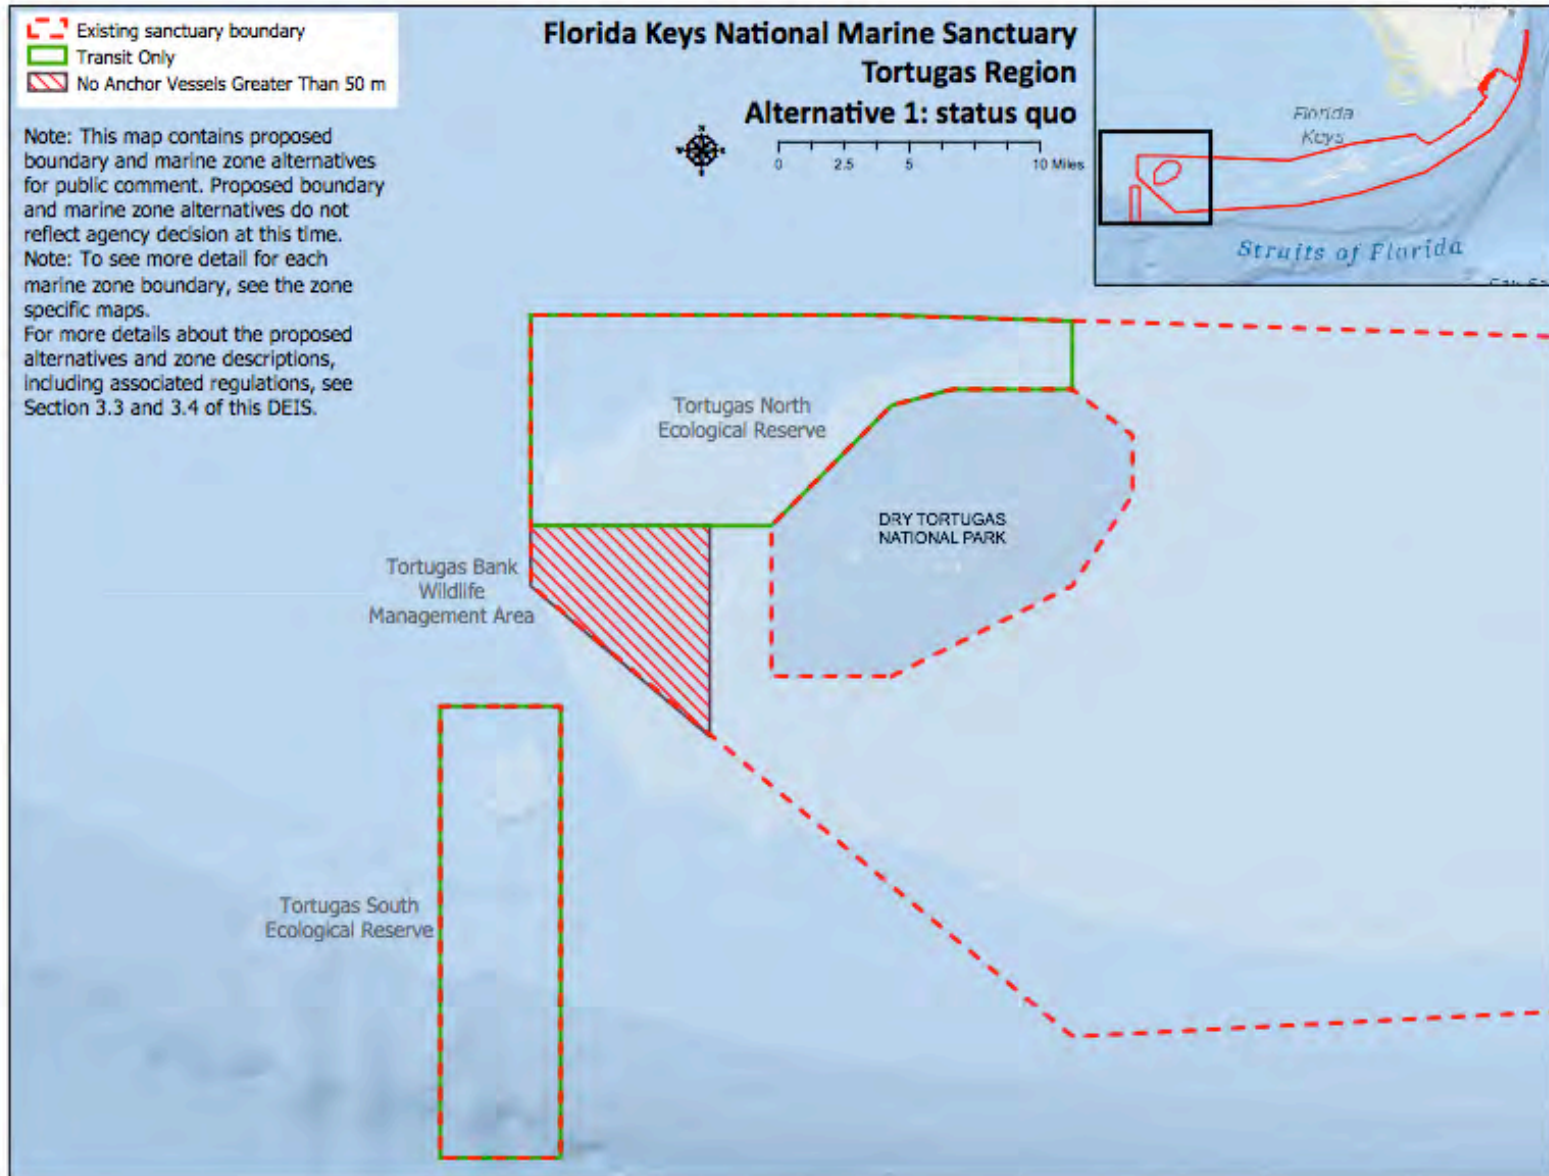 Existing sanctuary boundary
Transit Only
No Anchor Vessels Greater Than 50 m
Note: This map contains proposed
boundary and marine zone alternatives
for public comment. Proposed boundary
and marine zone alternatives do not
reflect agency decision at this time.
Note: To see more detail for each
marine zone boundary, see the zone
specific maps.
For more details about the proposed
alternatives and zone descriptions,
including associated regulations, see
Section 3.3 and 3.4 of this DEIS.
Florida Keys National Marine Sanctuary
Tortugas Region
Alternative 1: status quo
0 2.5 5 10 Miles
Florida
Keys
Straits of Florida
Tortugas North
Ecological Reserve
DRY TORTUGAS
NATIONAL PARK
Tortugas Bank
Wildlife
Management Area
Tortugas South
Ecological Reserve